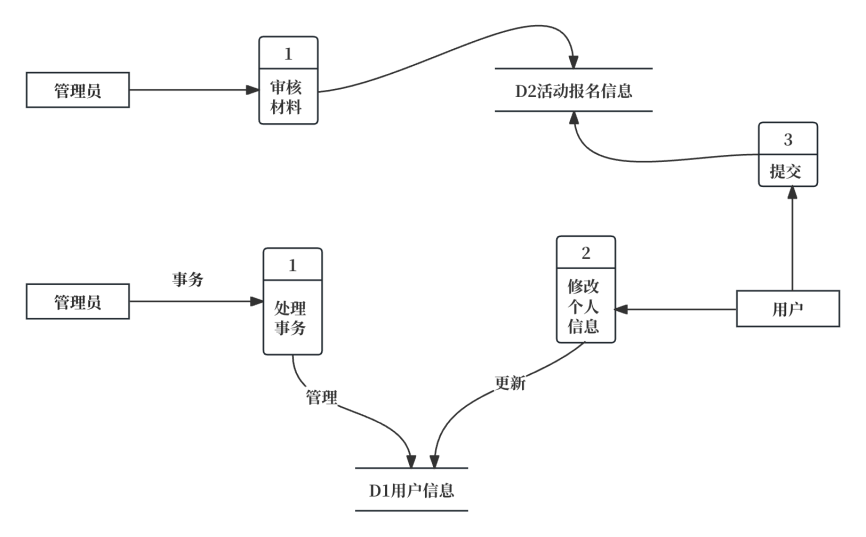 1
管理员
审核
材料
D2活动报名信息
3
提交
事务
管理员
1
处理
事务
2
修改
个人
信息
用户
管理
更新
D1用户信息